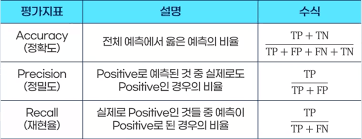 평가지표 설명 수식
Accuracy
(정확도)
전체 예측에서 옳은 예측의 비율
TP + TN
TP + FP + FN + TN
Precision
(정밀도)
Positive로 예측된 것 중 실제로도
Positive인 경우의 비율
TP
TP + FP
Recall
(재현율)
실제로 Positive인 것들 중 예측이
Positive로 된 경우의 비율
TP
TP + FN